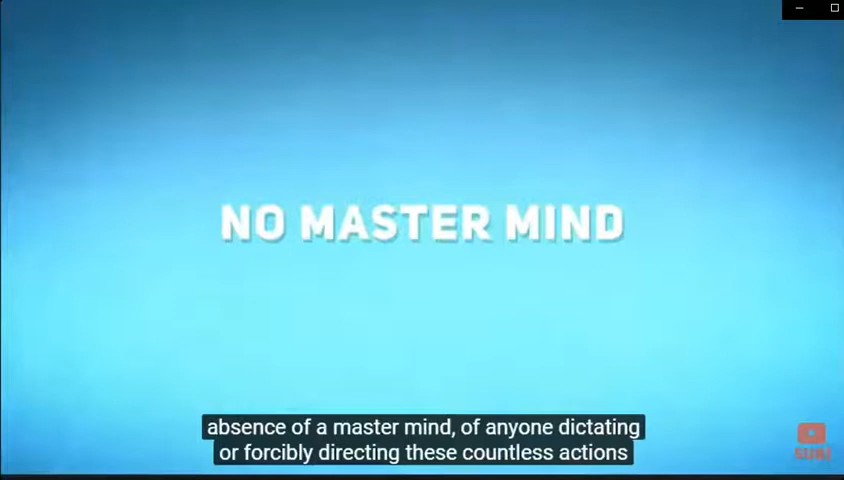 NO MASTER MIND
absence of a master mind, of anyone dictating
or forcibly directing these countless actions